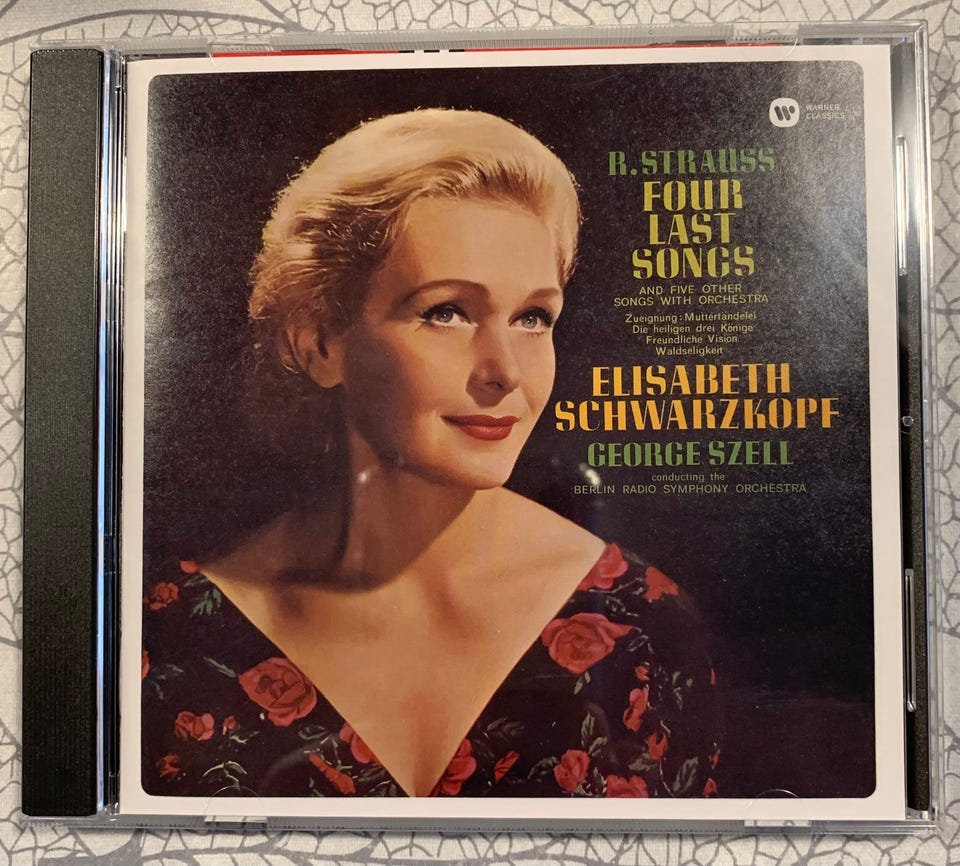 WARNER
CLASSICS
R.STRAUSS
FOUR
LAST
SONGS
AND FIVE OTHER
SONGS WITH ORCHESTRA
Zueignung: Muttertändelei
Die heiligen drei Könige
Freundliche Vision
Waldseligkeit
ELISABETH
SCHWARZKOPF
GEORGE SZELL
conducting the
BERLIN RADIO SYMPHONY ORCHESTRA